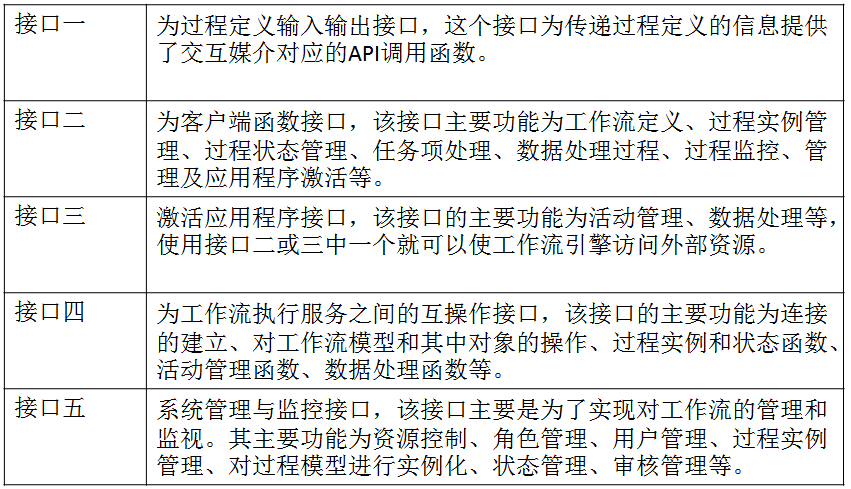 接口一
为过程定义输入输出接口，这个接口为传递过程定义的信息提供
了交互媒介对应的API调用函数。
接口二
为客户端函数接口，该接口主要功能为工作流定义、过程实例管
理、过程状态管理、任务项处理、数据处理过程、过程监控、管
理及应用程序激活等。
接口三
激活应用程序接口，该接口的主要功能为活动管理、数据处理等，
使用接口二或三中一个就可以使工作流引擎访问外部资源。
接口四
为工作流执行服务之间的互操作接口，该接口的主要功能为连接
的建立、对工作流模型和其中对象的操作、过程实例和状态函数、
活动管理函数、数据处理函数等。
接口五
系统管理与监控接口，该接口主要是为了实现对工作流的管理和
监视。其主要功能为资源控制、角色管理、用户管理、过程实例
管理、对过程模型进行实例化、状态管理、审核管理等。